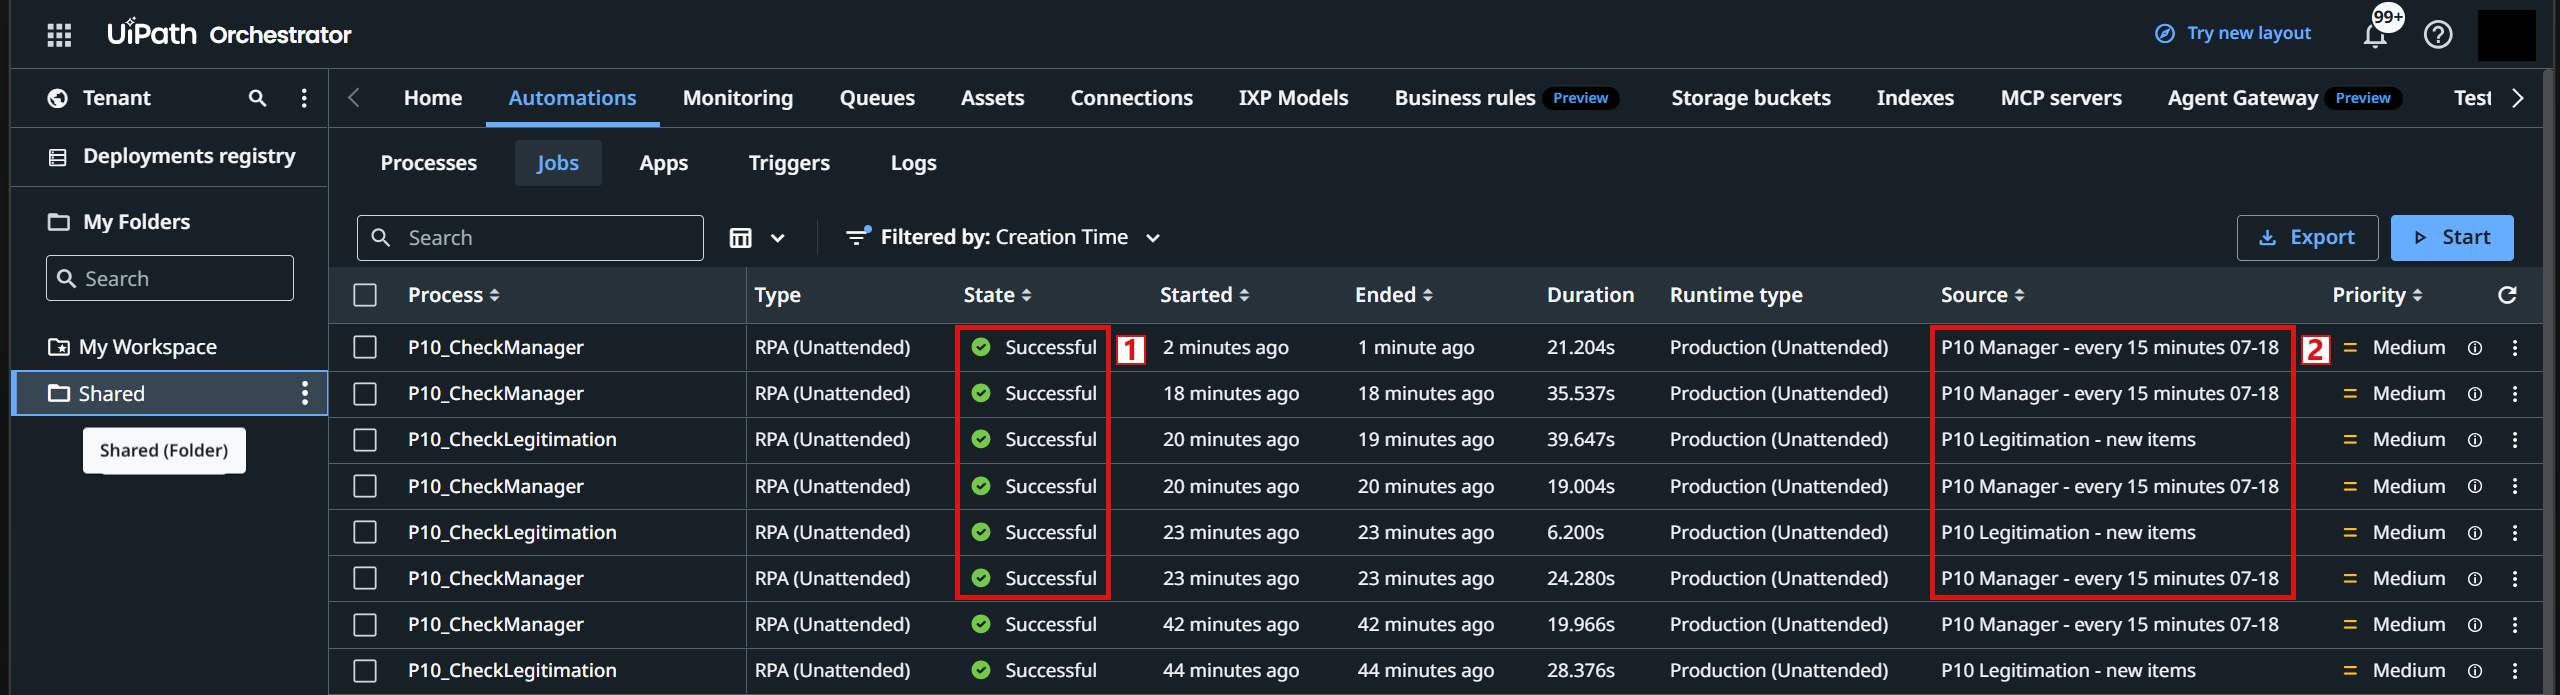 UiPath Orchestrator
Try new layout
99+
Tenant
Home Automations Monitoring Queues Assets Connections IXP Models Business rules Preview Storage buckets Indexes MCP servers Agent Gateway Preview Test
Deployments registry
Processes Jobs Apps Triggers Logs
My Folders
Search
My Workspace
Shared
Shared (Folder)
Search
Filtered by: Creation Time
Export Start
Process Type State Started Ended Duration Runtime type Source Priority
P10_CheckManager RPA (Unattended) Successful 1 2 minutes ago 1 minute ago 21.204s Production (Unattended) P10 Manager - every 15 minutes 07-18 2 Medium
P10_CheckManager RPA (Unattended) Successful 18 minutes ago 18 minutes ago 35.537s Production (Unattended) P10 Manager - every 15 minutes 07-18 Medium
P10_CheckLegitimation RPA (Unattended) Successful 20 minutes ago 19 minutes ago 39.647s Production (Unattended) P10 Legitimation - new items Medium
P10_CheckManager RPA (Unattended) Successful 20 minutes ago 20 minutes ago 19.004s Production (Unattended) P10 Manager - every 15 minutes 07-18 Medium
P10_CheckLegitimation RPA (Unattended) Successful 23 minutes ago 23 minutes ago 6.200s Production (Unattended) P10 Legitimation - new items Medium
P10_CheckManager RPA (Unattended) Successful 23 minutes ago 23 minutes ago 24.280s Production (Unattended) P10 Manager - every 15 minutes 07-18 Medium
P10_CheckManager RPA (Unattended) Successful 42 minutes ago 42 minutes ago 19.966s Production (Unattended) P10 Manager - every 15 minutes 07-18 Medium
P10_CheckLegitimation RPA (Unattended) Successful 44 minutes ago 44 minutes ago 28.376s Production (Unattended) P10 Legitimation - new items Medium